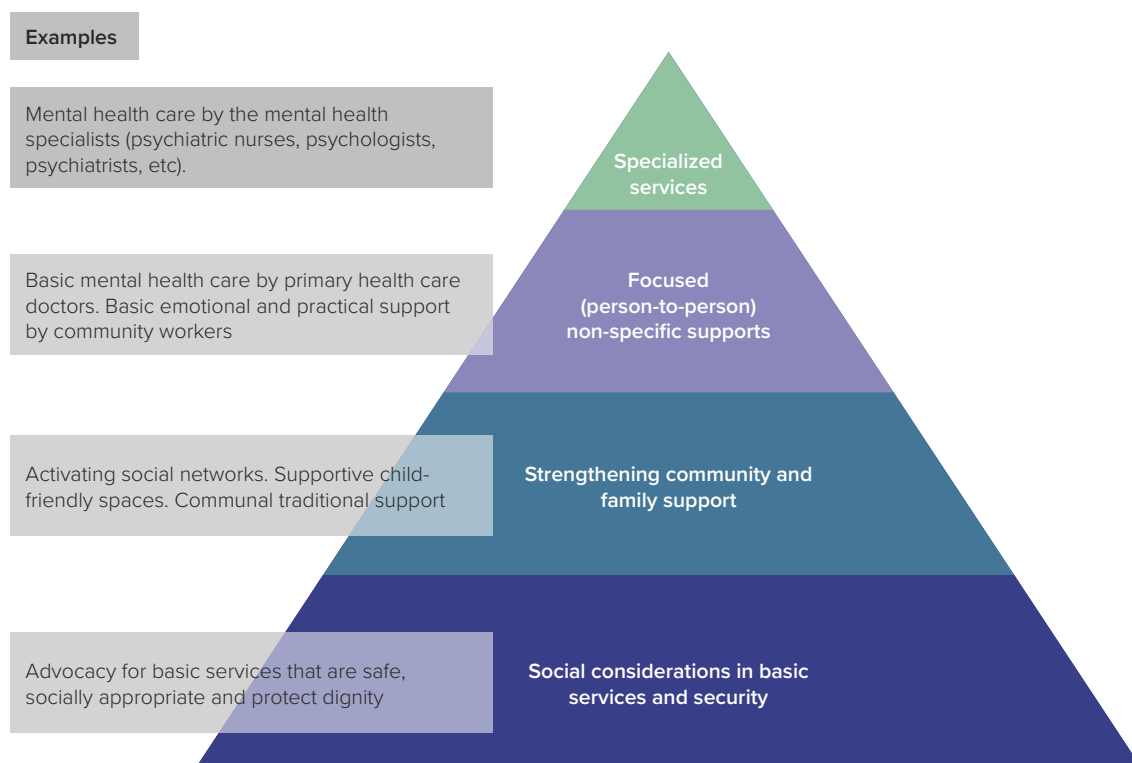 Examples
Mental health care by the mental health
specialists (psychiatric nurses, psychologists,
psychiatrists, etc).
Specialized
services
Basic mental health care by primary health care
doctors. Basic emotional and practical support
by community workers
Focused
(person-to-person)
non-specific supports
Activating social networks. Supportive child-
friendly spaces. Communal traditional support
Strengthening community and
family support
Advocacy for basic services that are safe,
socially appropriate and protect dignity
Social considerations in basic
services and security